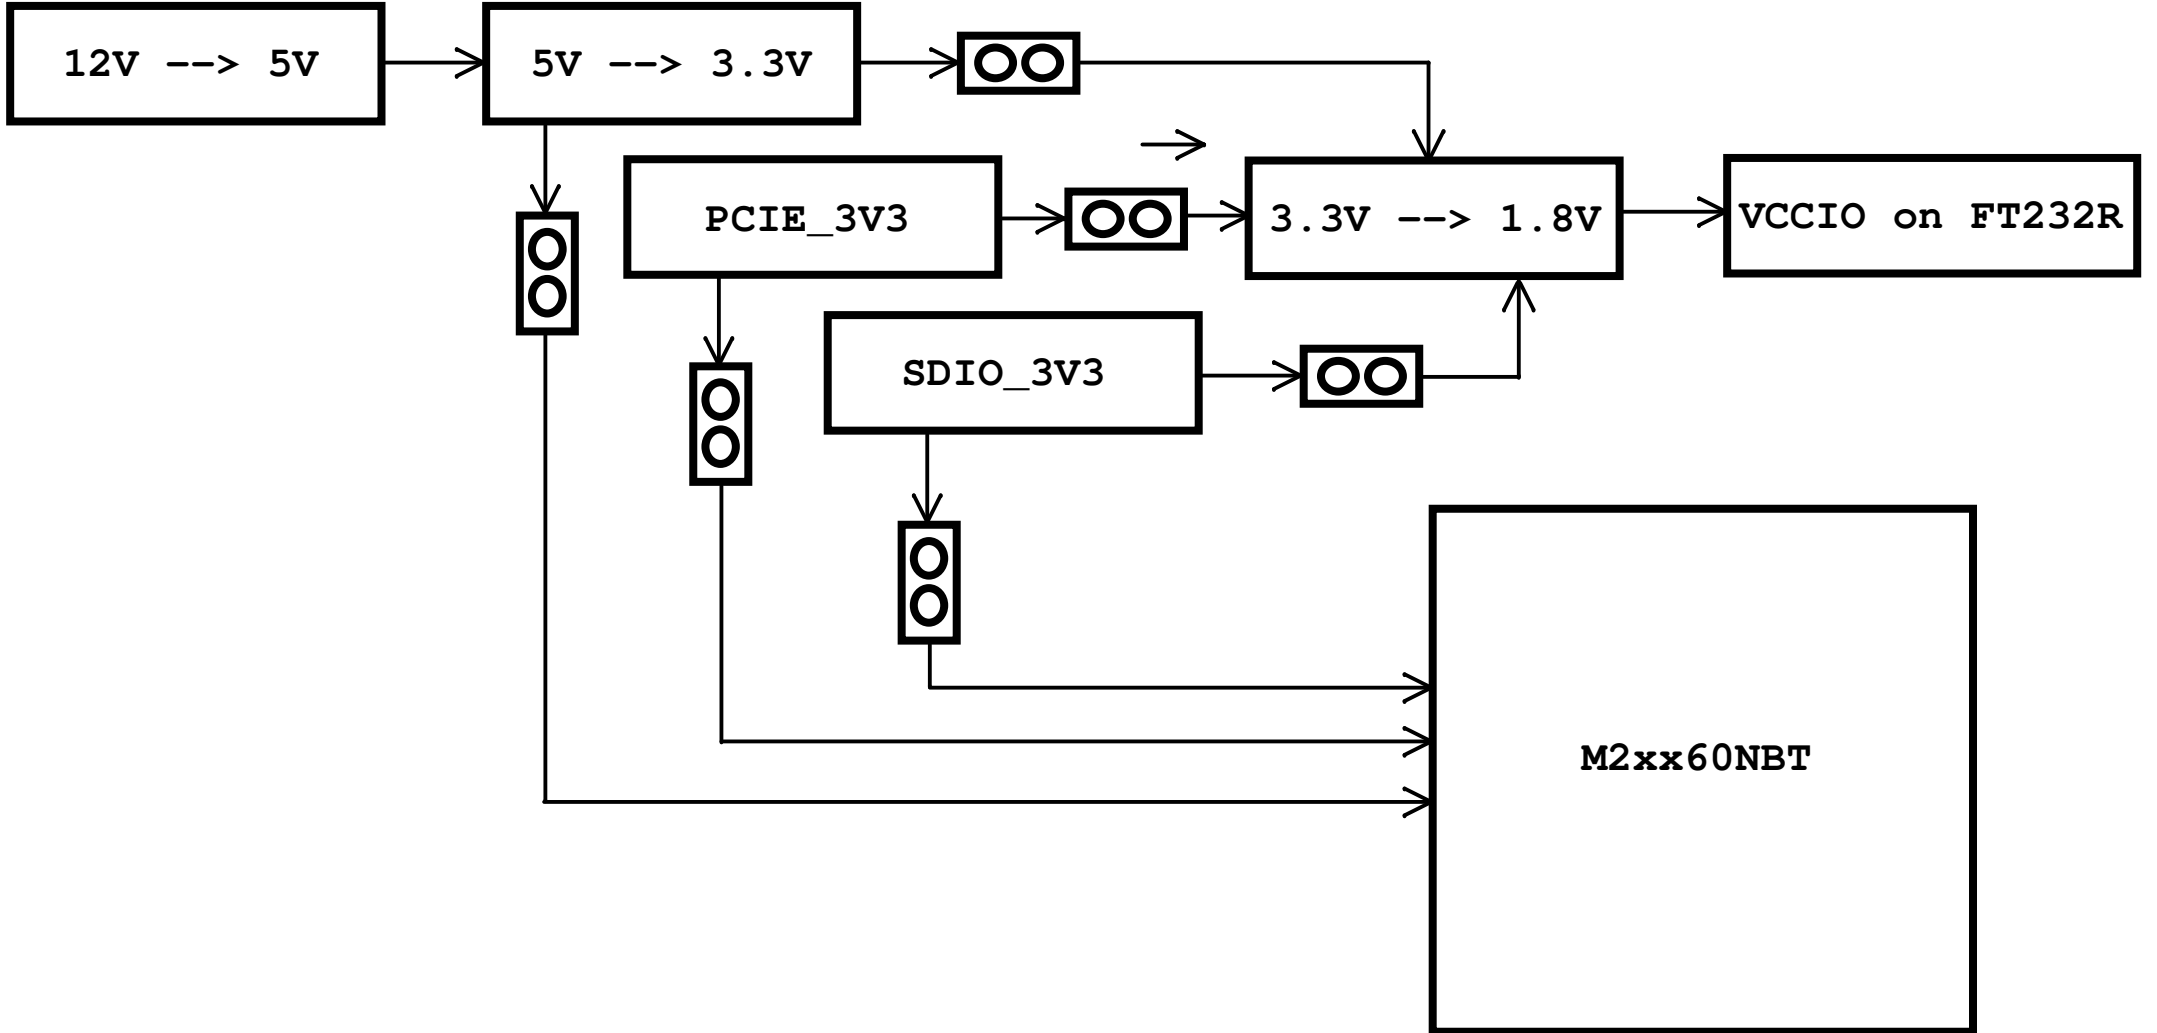 12V --> 5V
5V --> 3.3V
PCIE_3V3
3.3V --> 1.8V
VCCIO on FT232R
SDIO_3V3
M2xx60NBT